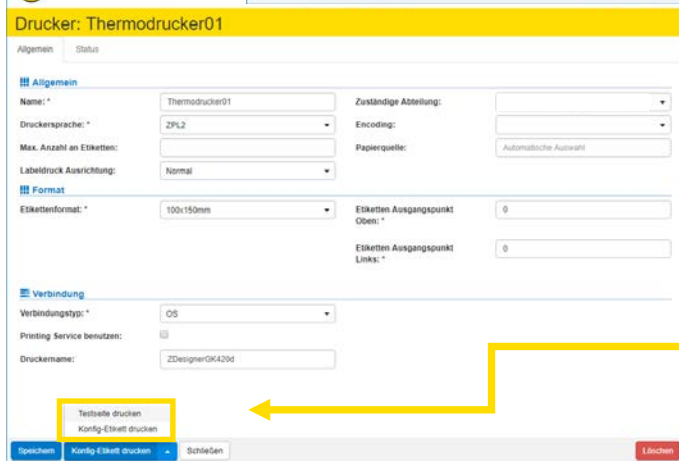 Drucker: Thermodrucker01
Allgemein Status
Allgemein
Name: * Thermodrucker01 Zuständige Abteilung:
Druckersprache: * ZPL2 Encoding:
Max. Anzahl an Etiketten: Papierquelle: Automatische Auswahl
Labeldruck Ausrichtung: Normal
Format
Etikettenformat: * 100x150mm Etiketten Ausgangspunkt 0
Oben: *
Etiketten Ausgangspunkt 0
Links: *
Verbindung
Verbindungstyp: * OS
Printing Service benutzen:
Druckername: ZDesignerGK420d
Testseite drucken
Konfig-Etikett drucken
Speichern Konfig-Etikett drucken Schließen Löschen